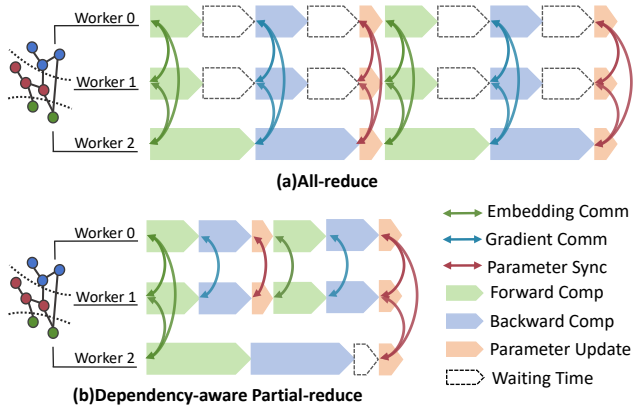 Worker 0
Worker 1
Worker 2
(a)All-reduce
Worker 0
Worker 1
Worker 2
(b)Dependency-aware Partial-reduce
Embedding Comm
Gradient Comm
Parameter Sync
Forward Comp
Backward Comp
Parameter Update
Waiting Time